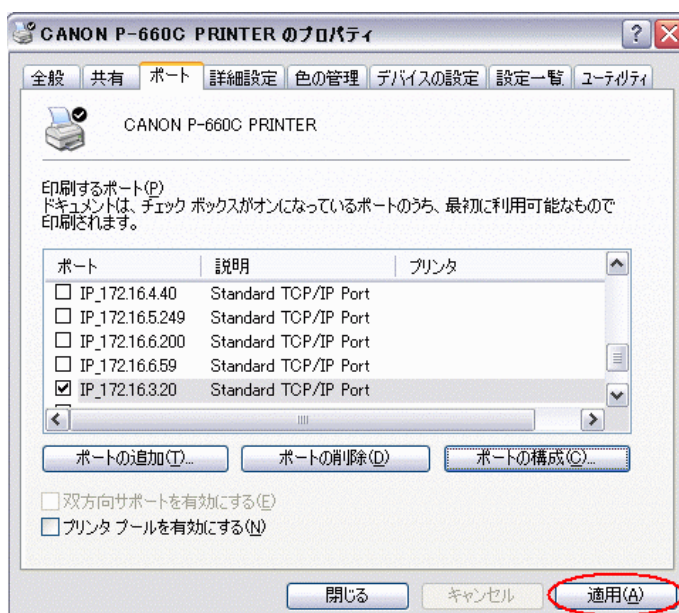 CANON P-660C PRINTER のプロパティ
全般 共有 ポート 詳細設定 色の管理 デバイスの設定 設定一覧 ユーティリティ
CANON P-660C PRINTER
印刷するポート(P)
ドキュメントは、チェック ボックスがオンになっているポートのうち、最初に利用可能なもので
印刷されます。
ポート 説明 プリンタ
IP_172.16.4.40 Standard TCP/IP Port
IP_172.16.5.249 Standard TCP/IP Port
IP_172.16.6.200 Standard TCP/IP Port
IP_172.16.6.59 Standard TCP/IP Port
IP_172.16.3.20 Standard TCP/IP Port
ポートの追加(T)... ポートの削除(D) ポートの構成(C)...
双方向サポートを有効にする(E)
プリンタ プールを有効にする(N)
閉じる キャンセル 適用(A)